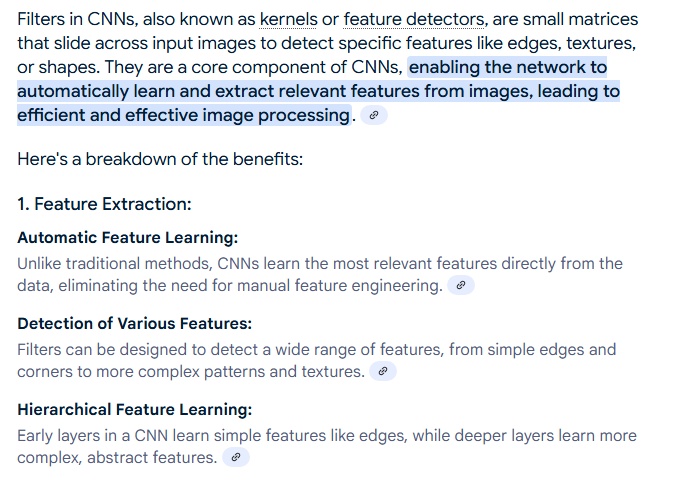 Filters in CNNs, also known as kernels or feature detectors, are small matrices
that slide across input images to detect specific features like edges, textures,
or shapes. They are a core component of CNNs, enabling the network to
automatically learn and extract relevant features from images, leading to
efficient and effective image processing.
Here's a breakdown of the benefits:
1. Feature Extraction:
Automatic Feature Learning:
Unlike traditional methods, CNNs learn the most relevant features directly from the
data, eliminating the need for manual feature engineering.
Detection of Various Features:
Filters can be designed to detect a wide range of features, from simple edges and
corners to more complex patterns and textures.
Hierarchical Feature Learning:
Early layers in a CNN learn simple features like edges, while deeper layers learn more
complex, abstract features.